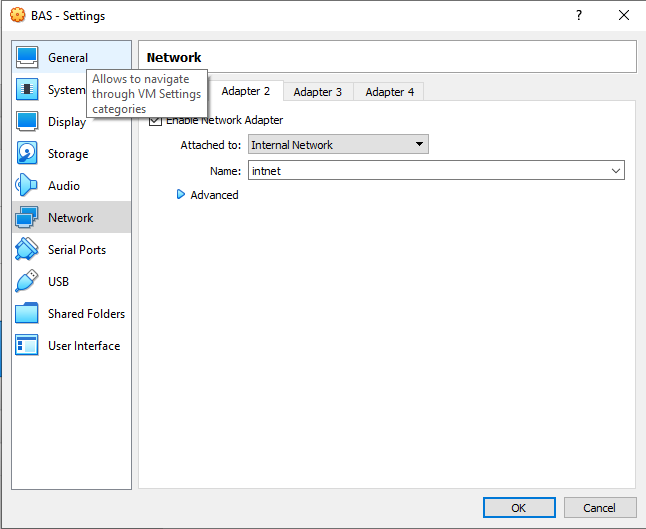 BAS - Settings
?
General
System
Display
Storage
Audio
Network
Serial Ports
USB
Shared Folders
User Interface
Allows to navigate
through VM Settings
categories
Network
Adapter 2 Adapter 3 Adapter 4
Enable Network Adapter
Attached to: Internal Network
Name: intnet
Advanced
OK Cancel